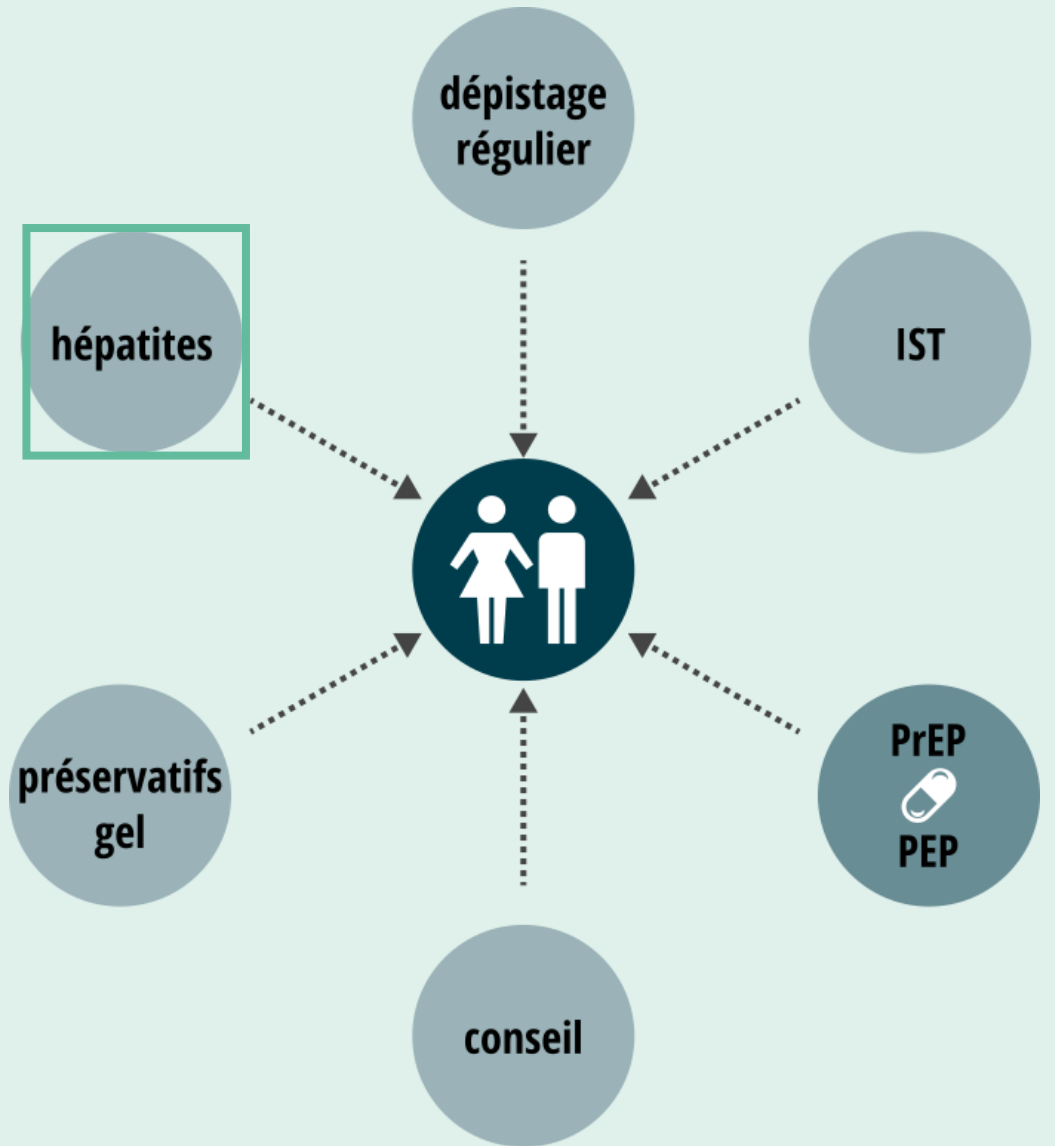 dépistage
régulier
hépatites
IST
préservatifs
gel
PrEP
PEP
conseil